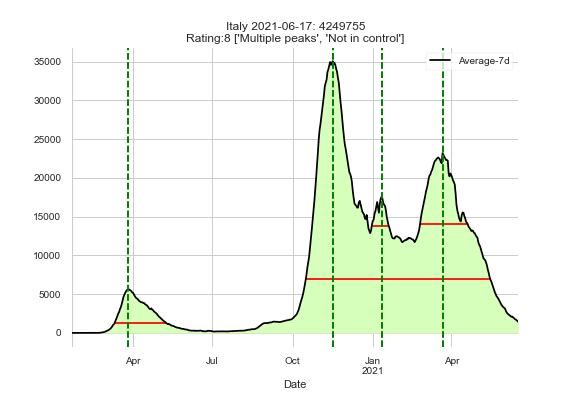 Italy 2021-06-17: 4249755
Rating:8 ['Multiple peaks', 'Not in control']
Average-7d
35000
30000
25000
20000
15000
10000
5000
0
Apr
Jul
Oct
Jan
2021
Apr
Date